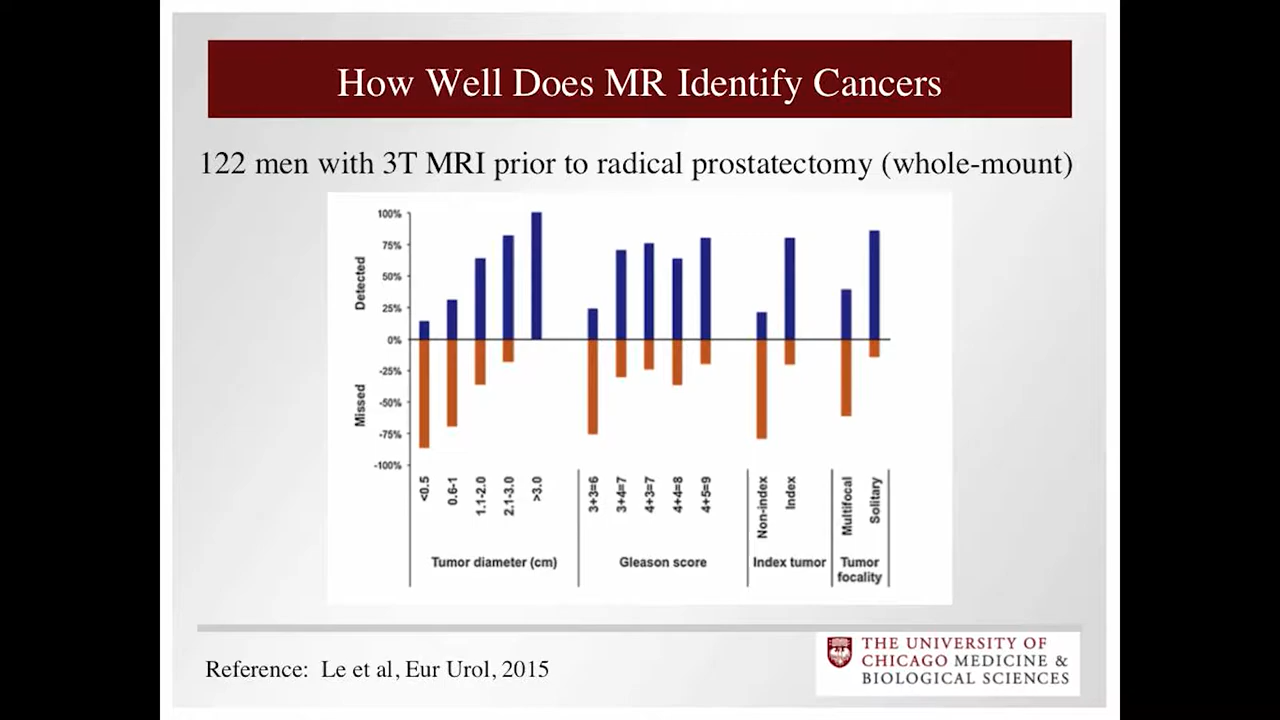 How Well Does MR Identify Cancers
122 men with 3T MRI prior to radical prostatectomy (whole-mount)
Detected
Missed
100%
75%
50%
25%
0%
-25%
-50%
-75%
-100%
<0.5
0.6-1
1.1-2.0
2.1-3.0
>3.0
3+3=6
3+4=7
4+3=7
4+4=8
4+5=9
Non-index
Index
Multifocal
Solitary
Tumor diameter (cm)
Gleason score
Index tumor
Tumor
focality
Reference: Le et al, Eur Urol, 2015
THE UNIVERSITY OF
CHICAGO MEDICINE &
BIOLOGICAL SCIENCES